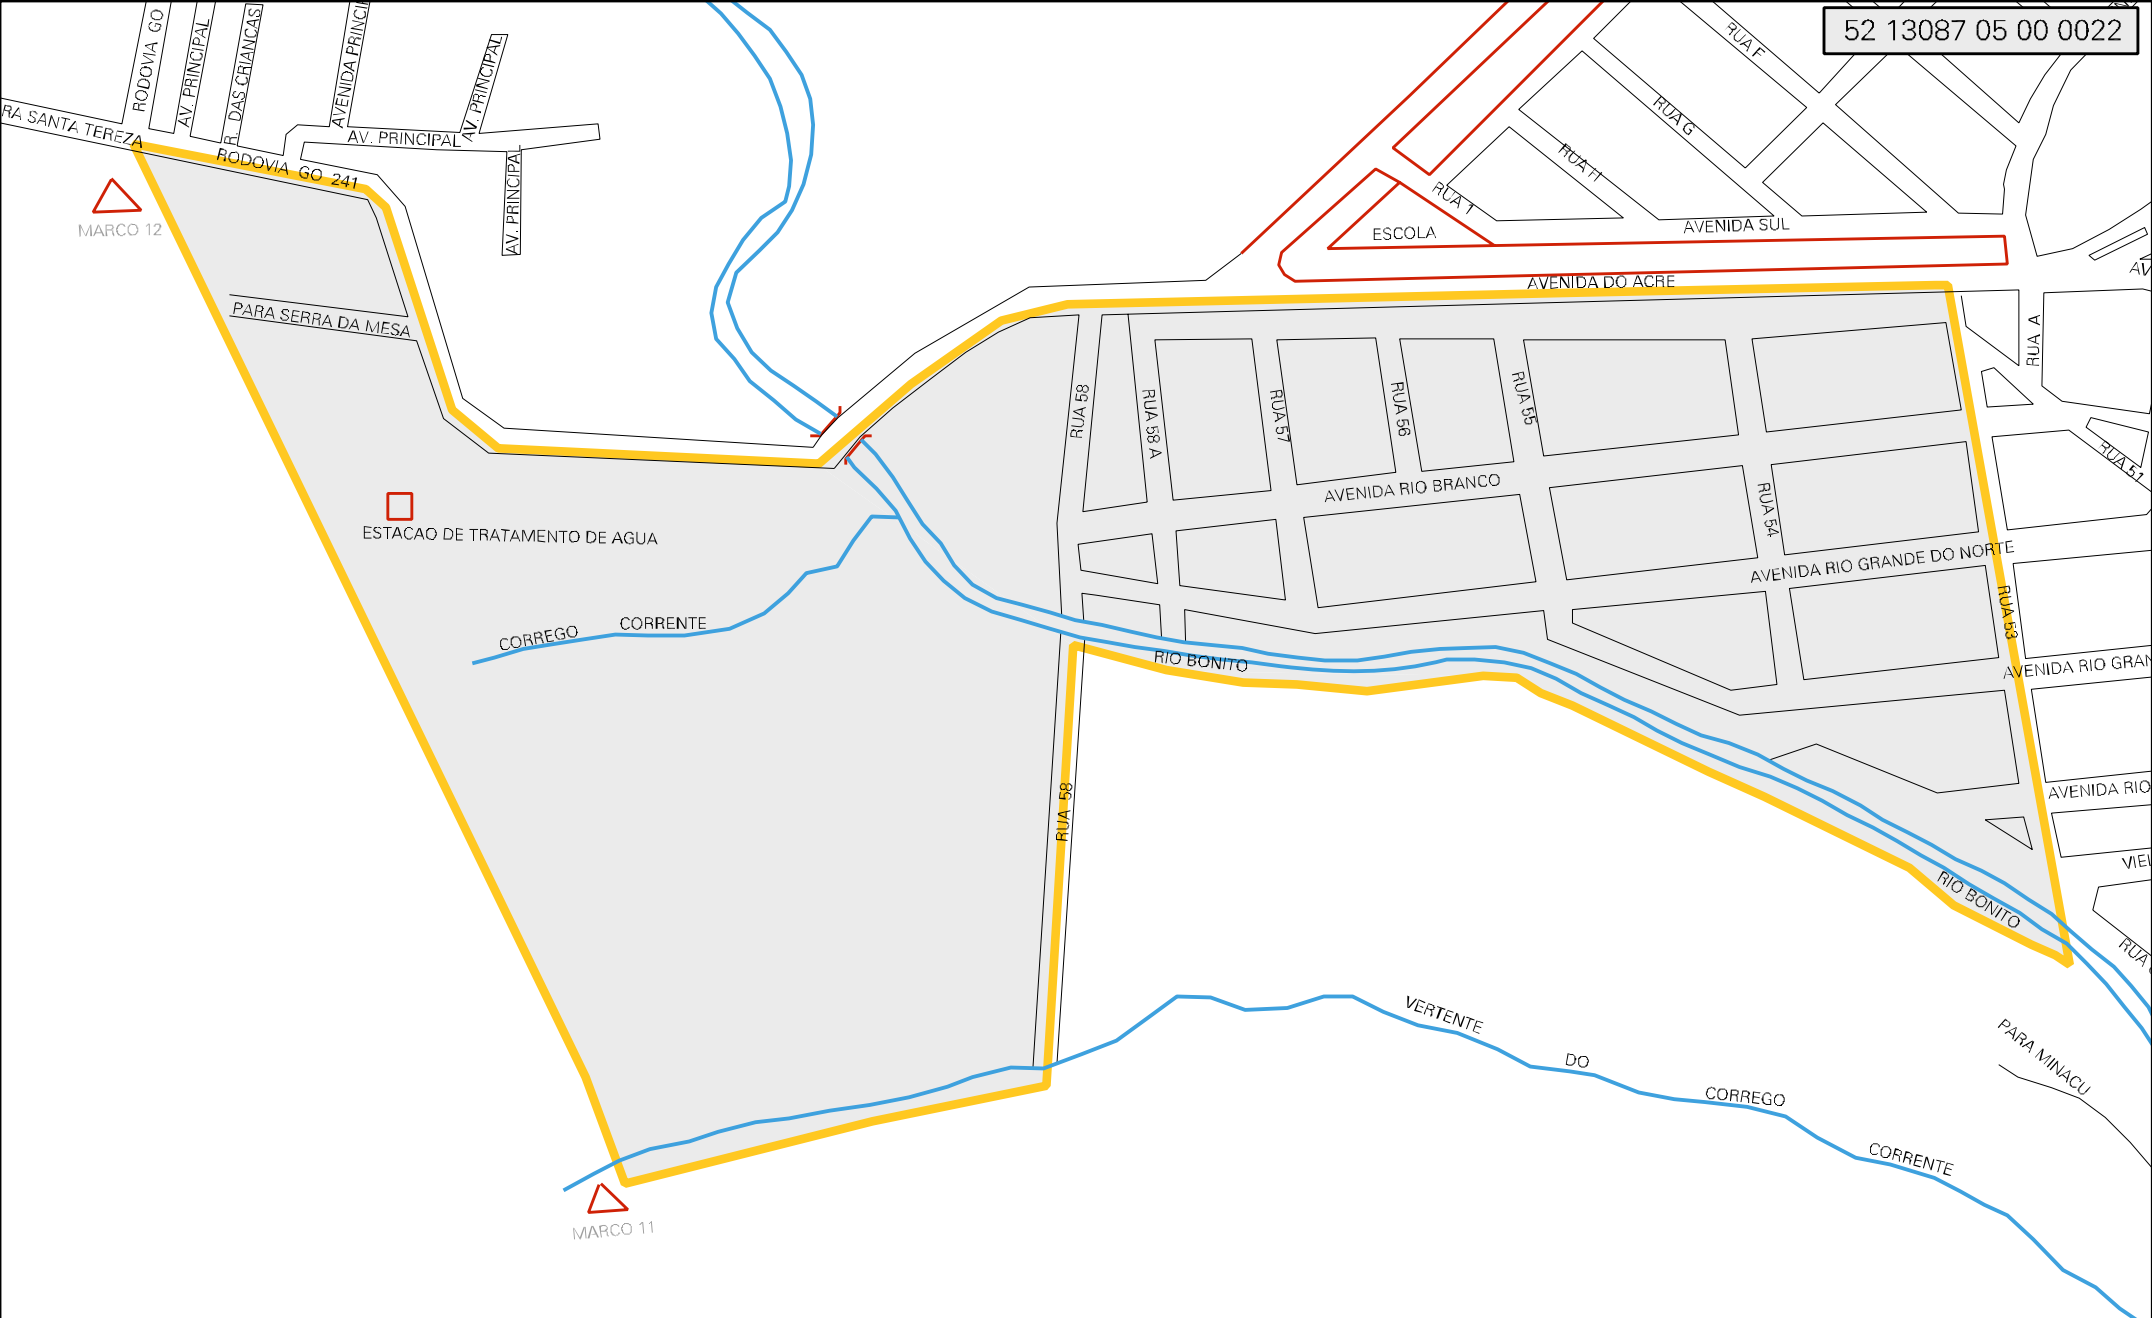 52 13087 05 00 0022
RODOVIA GO
AV. PRINCIPAL
R. DAS CRIANCAS
AV. PRINCIPAL
RA SANTA TEREZA
AV. PRINCIPAL
RODOVIA GO 241
AV. PRINCIPAL
MARCO 12
PARA SERRA DA MESA
RUA F
RUA G
RUA H
RUA 1
ESCOLA
AVENIDA SUL
AVENIDA DO ACRE
RUA A
RUA 58
RUA 58 A
RUA 57
RUA 56
RUA 55
AVENIDA RIO BRANCO
RUA 54
RUA 51
ESTACAO DE TRATAMENTO DE AGUA
AVENIDA RIO GRANDE DO NORTE
RUA 53
CORREGO CORRENTE
RIO BONITO
AVENIDA RIO GRAN
RUA 58
AVENIDA RIO
VIEL
RIO BONITO
RUA
VERTENTE DO CORREGO CORRENTE
PARA MINACU
MARCO 11